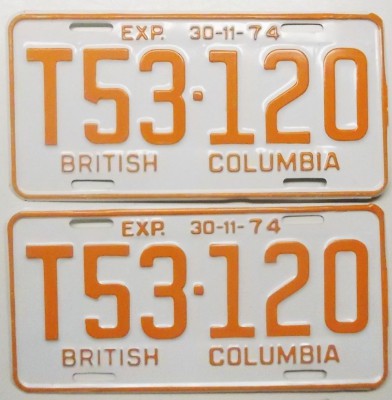 EXP. 30-11-74
T53·120
BRITISH COLUMBIA
EXP. 30-11-74
T53·120
BRITISH COLUMBIA